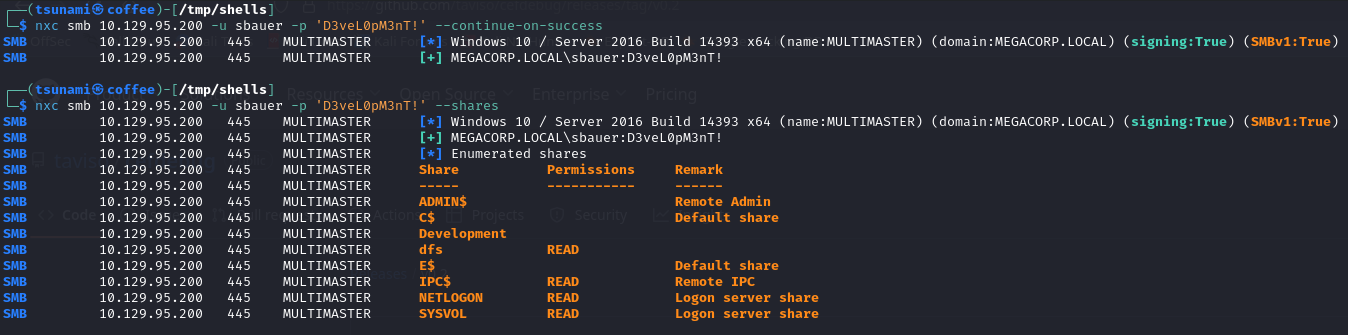 ┌──(tsunami㉿coffee)-[/tmp/shells]
└─$ nxc smb 10.129.95.200 -u sbauer -p 'D3veL0pM3nT!' --continue-on-success
SMB 10.129.95.200 445 MULTIMASTER [*] Windows 10 / Server 2016 Build 14393 x64 (name:MULTIMASTER) (domain:MEGACORP.LOCAL) (signing:True) (SMBv1:True)
SMB 10.129.95.200 445 MULTIMASTER [+] MEGACORP.LOCAL\sbauer:D3veL0pM3nT!
┌──(tsunami㉿coffee)-[/tmp/shells]
└─$ nxc smb 10.129.95.200 -u sbauer -p 'D3veL0pM3nT!' --shares
SMB 10.129.95.200 445 MULTIMASTER [*] Windows 10 / Server 2016 Build 14393 x64 (name:MULTIMASTER) (domain:MEGACORP.LOCAL) (signing:True) (SMBv1:True)
SMB 10.129.95.200 445 MULTIMASTER [+] MEGACORP.LOCAL\sbauer:D3veL0pM3nT!
SMB 10.129.95.200 445 MULTIMASTER [*] Enumerated shares
SMB 10.129.95.200 445 MULTIMASTER Share Permissions Remark
SMB 10.129.95.200 445 MULTIMASTER ----- ----------- ------
SMB 10.129.95.200 445 MULTIMASTER ADMIN$ Remote Admin
SMB 10.129.95.200 445 MULTIMASTER C$ Default share
SMB 10.129.95.200 445 MULTIMASTER Development
SMB 10.129.95.200 445 MULTIMASTER dfs READ
SMB 10.129.95.200 445 MULTIMASTER E$ Default share
SMB 10.129.95.200 445 MULTIMASTER IPC$ READ Remote IPC
SMB 10.129.95.200 445 MULTIMASTER NETLOGON READ Logon server share
SMB 10.129.95.200 445 MULTIMASTER SYSVOL READ Logon server share